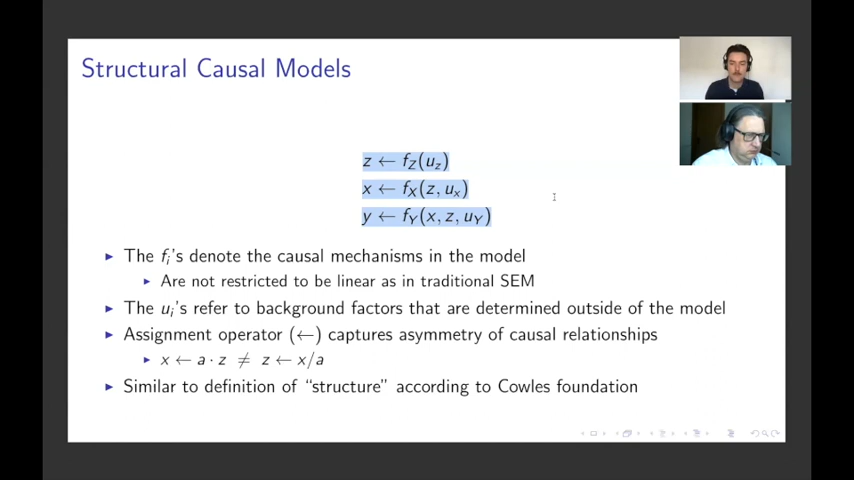 Structural Causal Models
z ← f_Z(u_z)
x ← f_X(z, u_x)
y ← f_Y(x, z, u_Y)
▶ The f_i's denote the causal mechanisms in the model
▶ Are not restricted to be linear as in traditional SEM
▶ The u_i's refer to background factors that are determined outside of the model
▶ Assignment operator (←) captures asymmetry of causal relationships
▶ x ← a · z ≠ z ← x/a
▶ Similar to definition of “structure” according to Cowles foundation